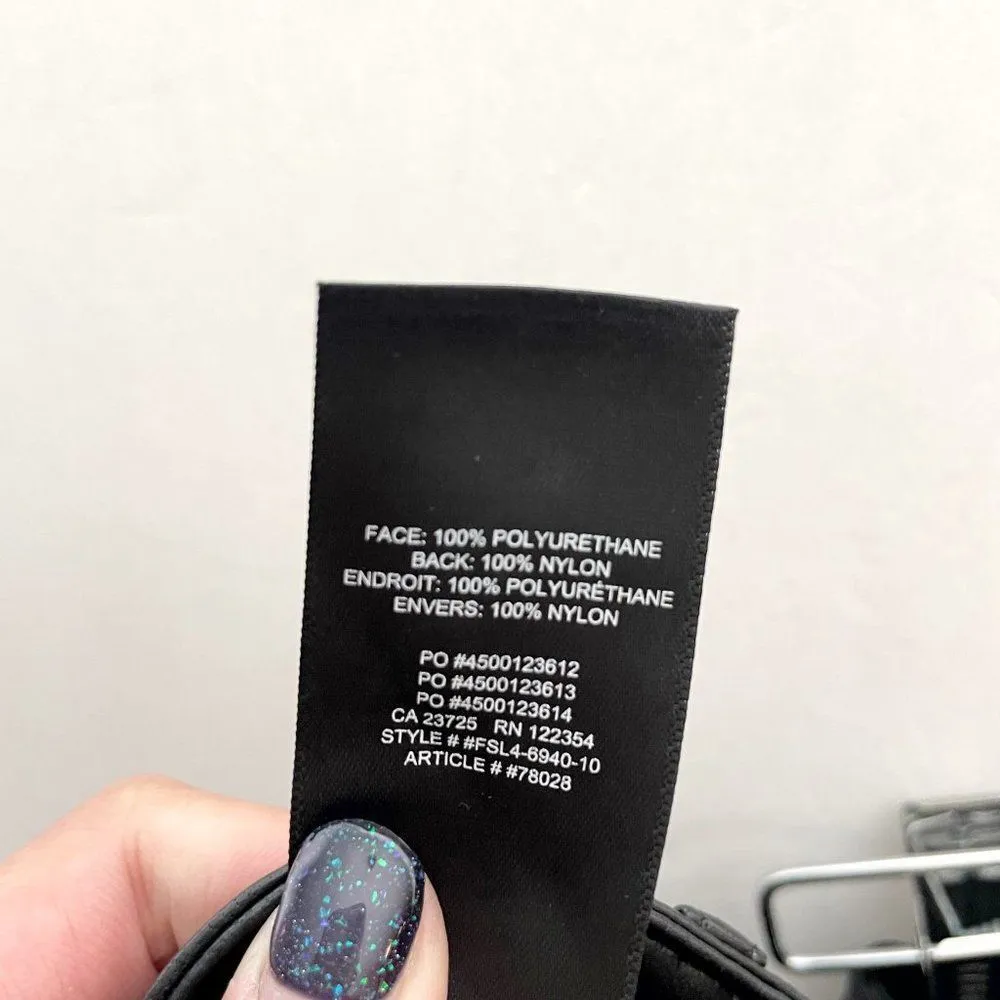 FACE: 100% POLYURETHANE
BACK: 100% NYLON
ENDROIT: 100% POLYURÉTHANE
ENVERS: 100% NYLON
PO #4500123612
PO #4500123613
PO #4500123614
CA 23725 RN 122354
STYLE # #FSL4-6940-10
ARTICLE # #78028